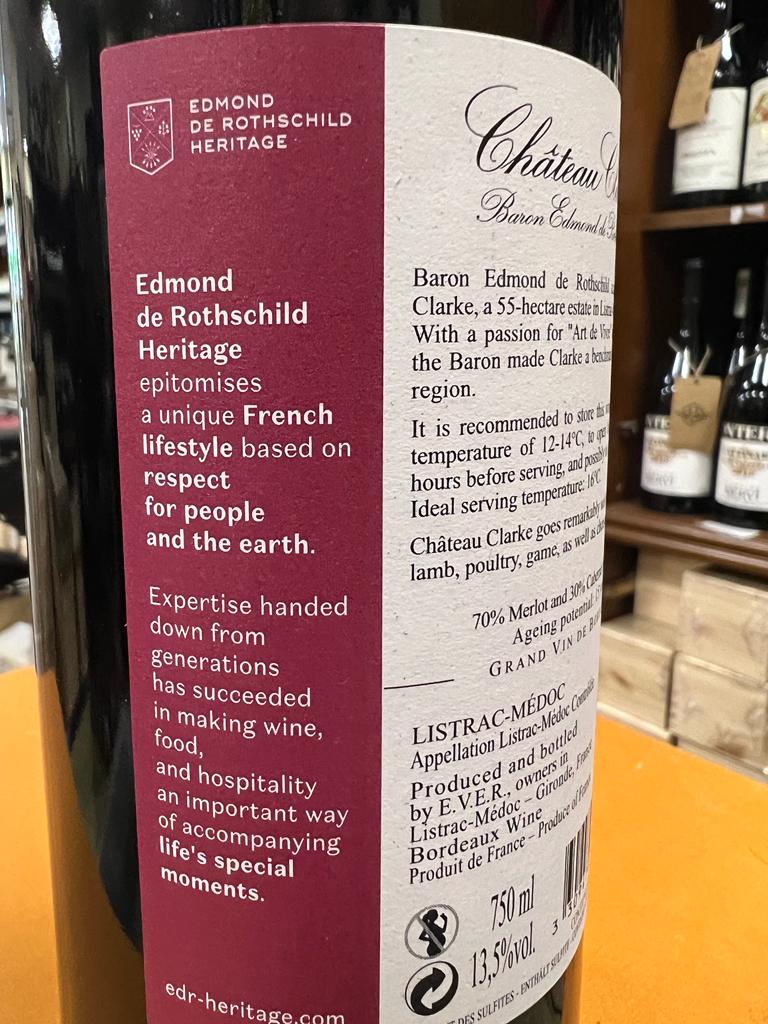 EDMOND
DE ROTHSCHILD
HERITAGE
Edmond
de Rothschild
Heritage
epitomises
a unique French
lifestyle based on
respect
for people
and the earth.
Expertise handed
down from
generations
has succeeded
in making wine,
food,
and hospitality
an important way
of accompanying
life's special
moments.
edr-heritage.com
Château
Baron Edmond de
Baron Edmond de Rothschild
Clarke, a 55-hectare estate in
With a passion for "Art de Vivre"
the Baron made Clarke a
region.
It is recommended to store this
temperature of 12-14°C, to open
hours before serving, and possibly
Ideal serving temperature: 16°C
Château Clarke goes remarkably
lamb, poultry, game, as well as
70% Merlot and 30%
Ageing potential:
GRAND VIN DE
LISTRAC-MÉDOC
Appellation Listrac-Médoc Contrôlée
Produced and bottled
by E.V.E.R., owners in
Listrac-Médoc – Gironde, France
Bordeaux Wine
Produit de France – Produce of France
750 ml
13,5%vol.
DES SULFITES - ENTHÄLT SULFITE